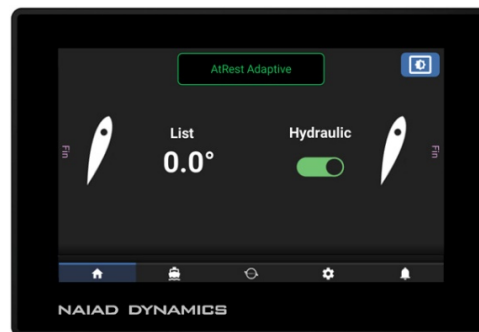 AtRest Adaptive
List
Hydraulic
Fin
0.0°
Fin
NAIAD DYNAMICS